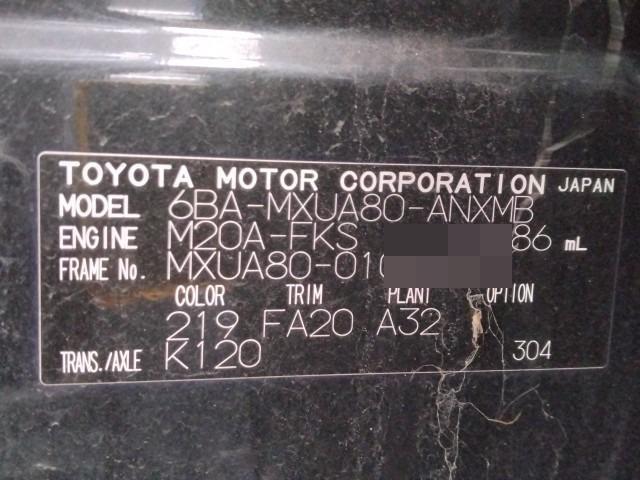 TOYOTA MOTOR CORPORATION JAPAN
MODEL 6BA-MXUA80-ANXMB
ENGINE M20A-FKS 86 mL
FRAME No. MXUA80-010
COLOR TRIM PLANT OPTION
219 FA20 A32
TRANS./AXLE K120 304